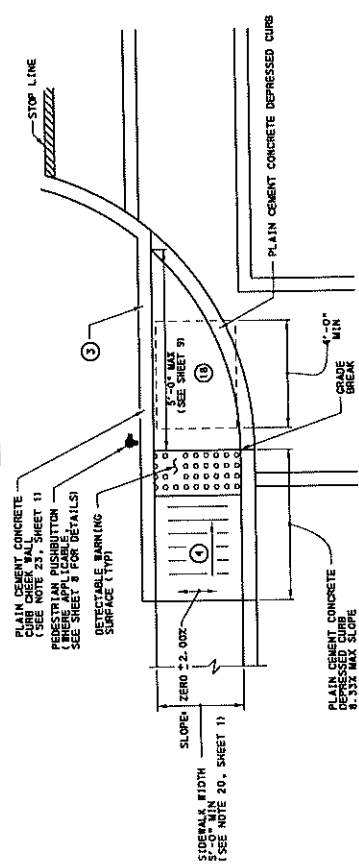 PLAIN CEMENT CONCRETE
CURB CHEEK WALL
(SEE NOTE 23, SHEET 1)
PEDESTRIAN PUSHBUTTON
(WHERE APPLICABLE,
SEE SHEET 8 FOR DETAILS)
DETECTABLE WARNING
SURFACE (TYP)
STOP LINE
3
5'-0" MAX
(SEE SHEET 9)
18
4
SLOPE: ZERO ±2.00%
SIDEWALK WIDTH
5'-0" MIN
(SEE NOTE 20, SHEET 1)
PLAIN CEMENT CONCRETE DEPRESSED CURB
4'-0"
MIN
GRADE
BREAK
PLAIN CEMENT CONCRETE
DEPRESSED CURB
8.33% MAX SLOPE